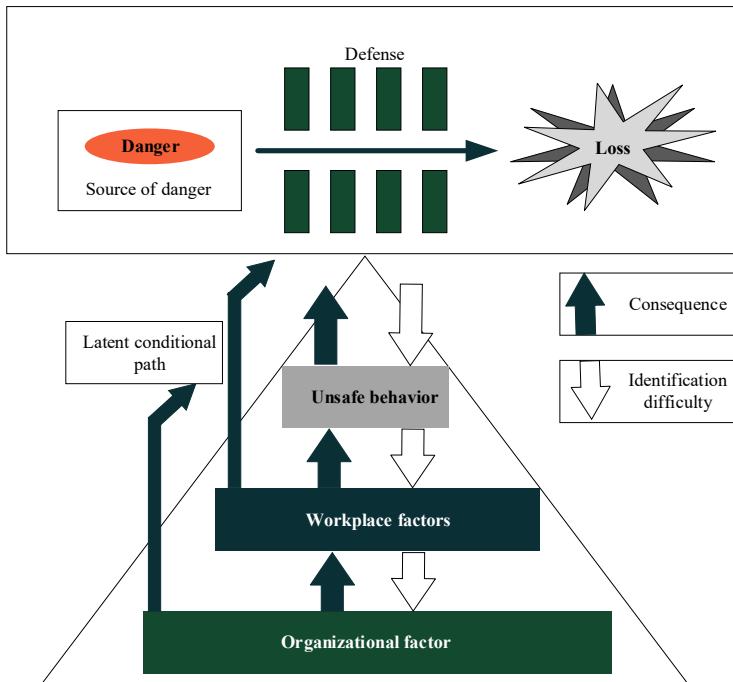 Defense
Danger
Source of danger
Loss
Consequence
Latent conditional
path
Identification
difficulty
Unsafe behavior
Workplace factors
Organizational factor